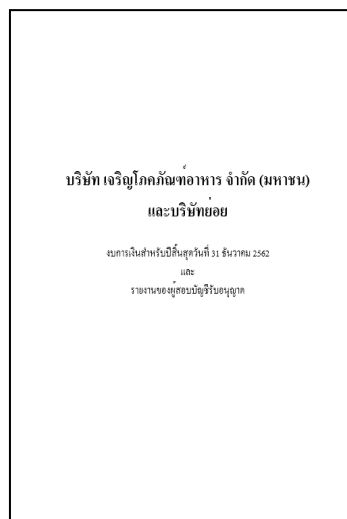 บริษัท เจริญโภคภัณฑ์อาหาร จำกัด (มหาชน)
และบริษัทย่อย
งบการเงินสำหรับปีสิ้นสุดวันที่ 31 ธันวาคม 2562
และ
รายงานของผู้สอบบัญชีรับอนุญาต